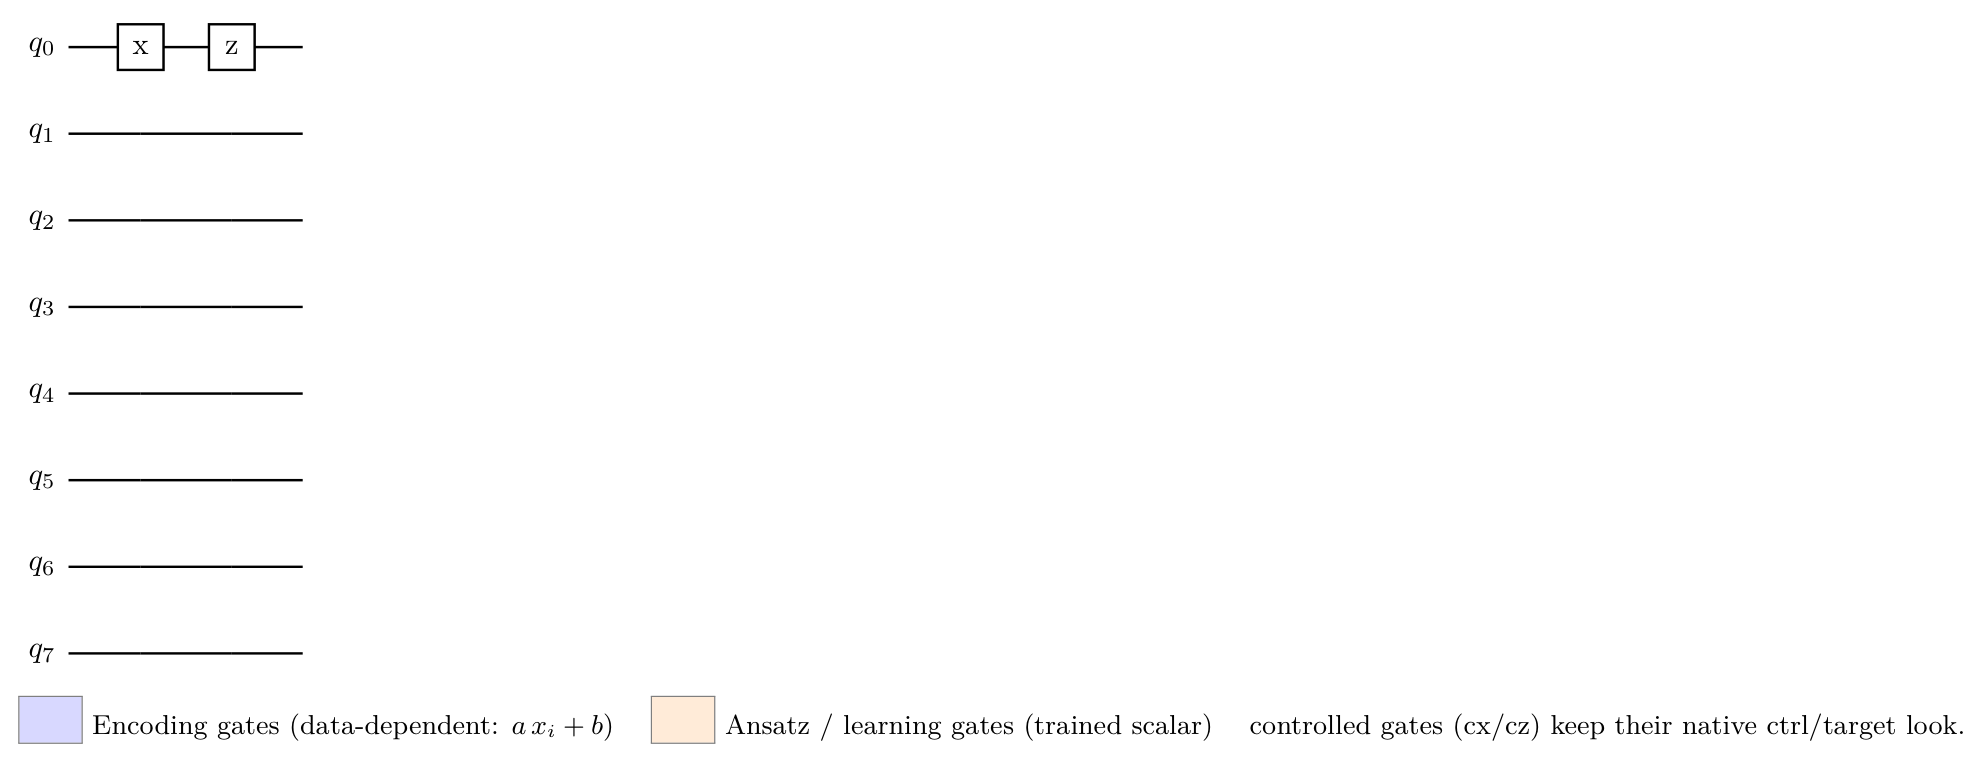 q0 x z
q1
q2
q3
q4
q5
q6
q7
Encoding gates (data-dependent: a xi + b) Ansatz / learning gates (trained scalar) controlled gates (cx/cz) keep their native ctrl/target look.